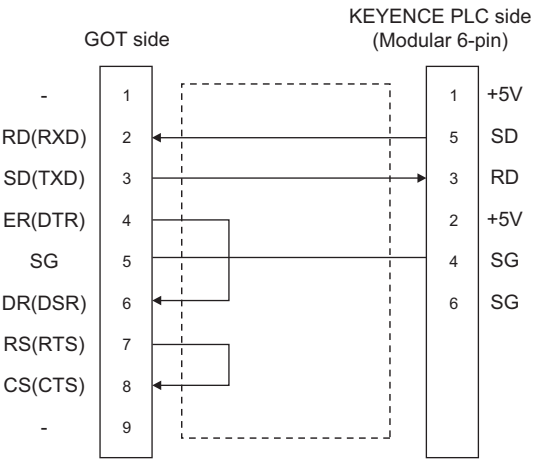 KEYENCE PLC side
GOT side (Modular 6-pin)
- 1 1 +5V
RD(RXD) 2 5 SD
SD(TXD) 3 3 RD
ER(DTR) 4 2 +5V
SG 5 4 SG
DR(DSR) 6 6 SG
RS(RTS) 7
CS(CTS) 8
- 9